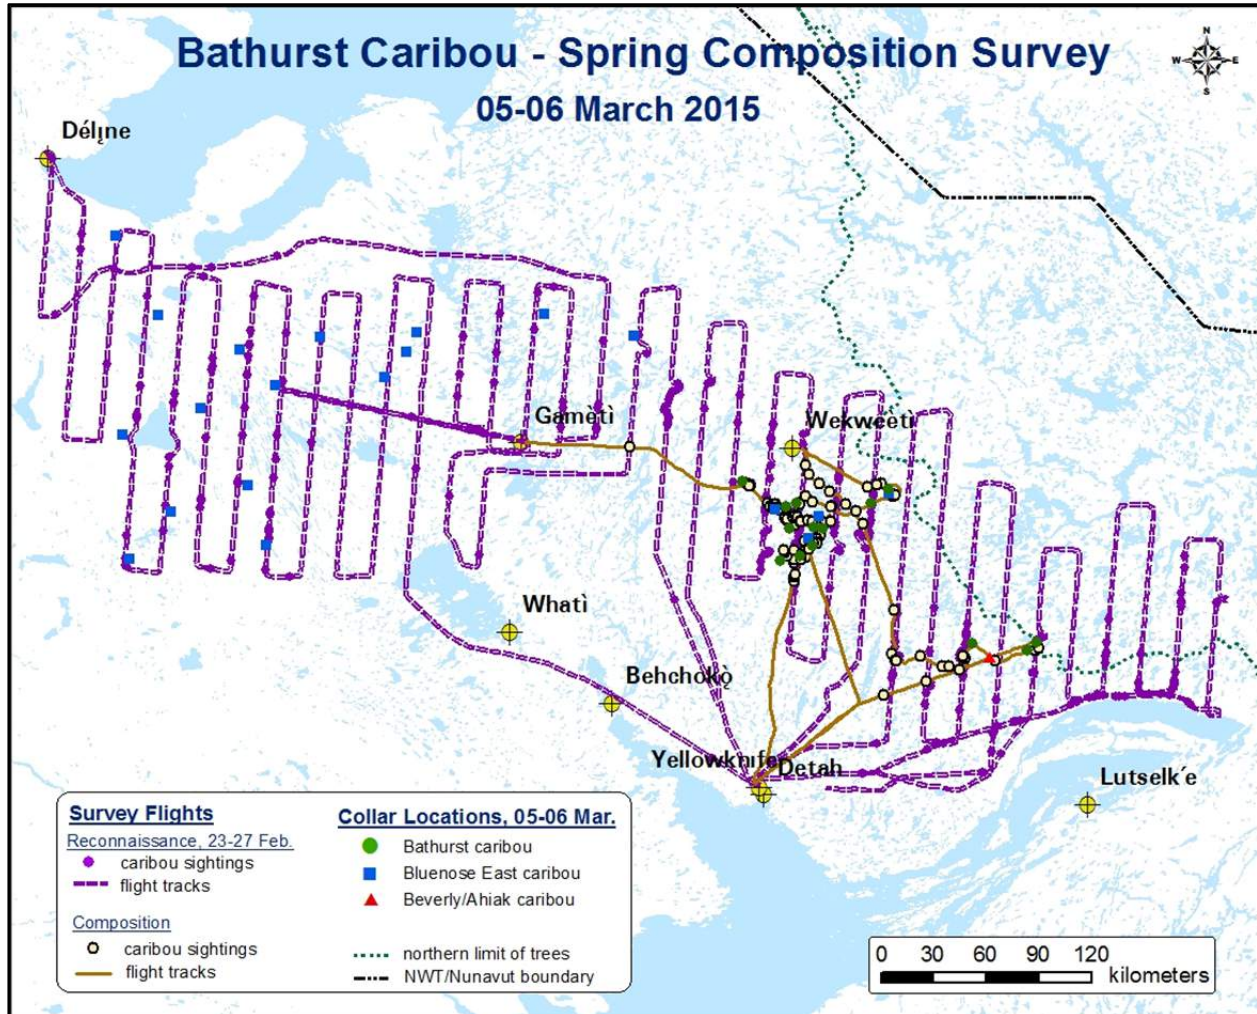 Bathurst Caribou - Spring Composition Survey
05-06 March 2015
N
W E
S
Délı̨ne
Gamètì
Wekweètì
Whatì
Behchokǫ̀
Yellowknife
Detah
Lutselk´e
Survey Flights
Reconnaissance, 23-27 Feb.
caribou sightings
flight tracks
Composition
caribou sightings
flight tracks
Collar Locations, 05-06 Mar.
Bathurst caribou
Bluenose East caribou
Beverly/Ahiak caribou
northern limit of trees
NWT/Nunavut boundary
0 30 60 90 120
kilometers